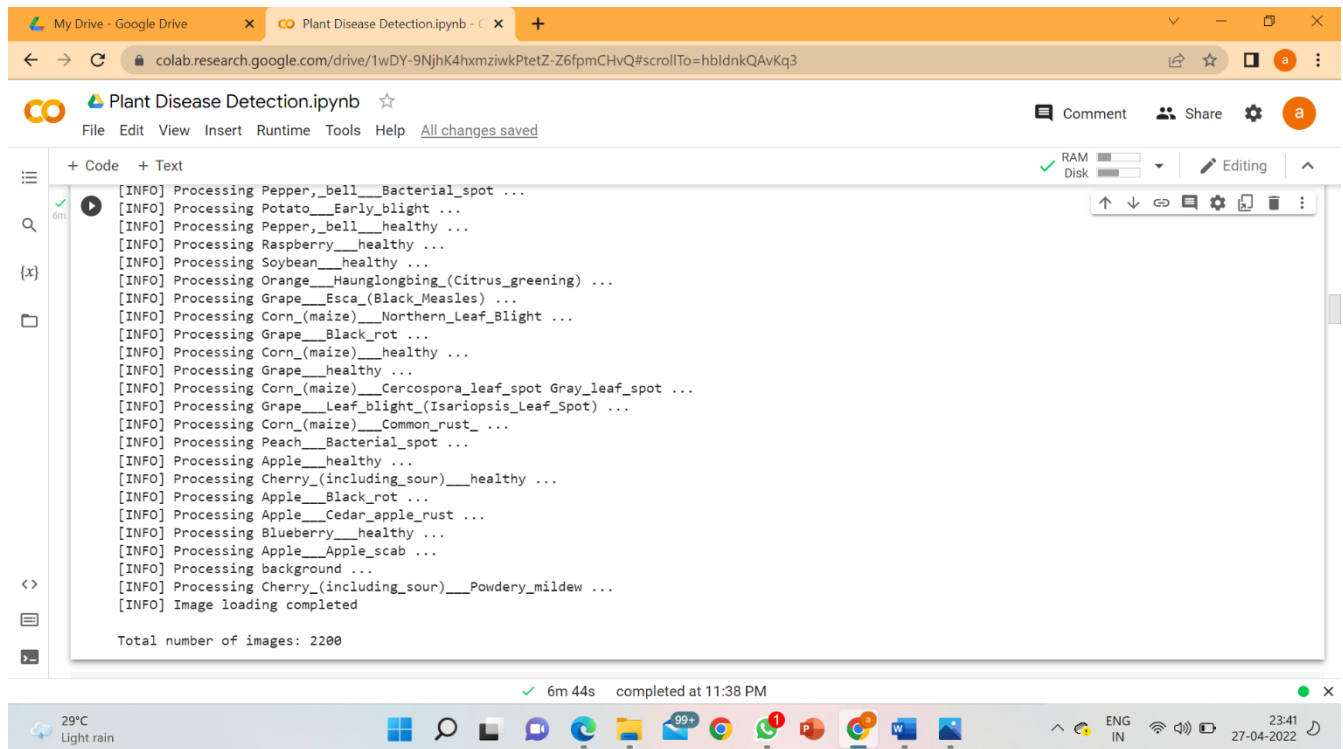 My Drive - Google Drive
Plant Disease Detection.ipynb - C
colab.research.google.com/drive/1wDY-9NjhK4hxmziwkPtetZ-Z6fpmCHvQ#scrollTo=hbIdnkQAvKq3
a
Plant Disease Detection.ipynb
Comment
Share
a
File Edit View Insert Runtime Tools Help All changes saved
+ Code + Text
RAM
Disk
Editing
6m
{x}
[INFO] Processing Pepper,_bell___Bacterial_spot ...
[INFO] Processing Potato___Early_blight ...
[INFO] Processing Pepper,_bell___healthy ...
[INFO] Processing Raspberry___healthy ...
[INFO] Processing Soybean___healthy ...
[INFO] Processing Orange___Haunglongbing_(Citrus_greening) ...
[INFO] Processing Grape___Esca_(Black_Measles) ...
[INFO] Processing Corn_(maize)___Northern_Leaf_Blight ...
[INFO] Processing Grape___Black_rot ...
[INFO] Processing Corn_(maize)___healthy ...
[INFO] Processing Grape___healthy ...
[INFO] Processing Corn_(maize)___Cercospora_leaf_spot Gray_leaf_spot ...
[INFO] Processing Grape___Leaf_blight_(Isariopsis_Leaf_Spot) ...
[INFO] Processing Corn_(maize)___Common_rust_ ...
[INFO] Processing Peach___Bacterial_spot ...
[INFO] Processing Apple___healthy ...
[INFO] Processing Cherry_(including_sour)___healthy ...
[INFO] Processing Apple___Black_rot ...
[INFO] Processing Apple___Cedar_apple_rust ...
[INFO] Processing Blueberry___healthy ...
[INFO] Processing Apple___Apple_scab ...
[INFO] Processing background ...
[INFO] Processing Cherry_(including_sour)___Powdery_mildew ...
[INFO] Image loading completed
Total number of images: 2200
6m 44s completed at 11:38 PM
29°C
Light rain
99+
1
ENG
IN
23:41
27-04-2022